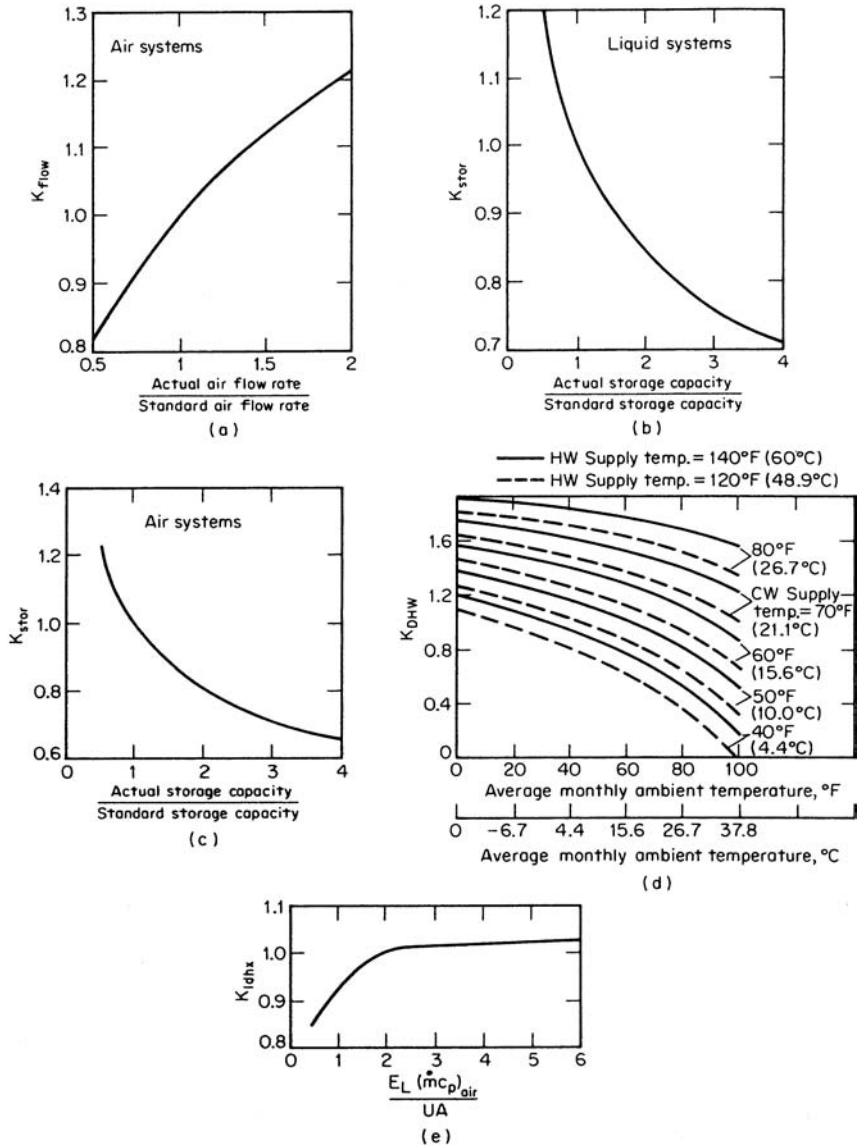 Air systems
1.3
1.2
1.1
1.0
0.9
0.8
K flow
0.5 1 1.5 2
Actual air flow rate
Standard air flow rate
(a)
Liquid systems
1.2
1.1
1.0
0.9
0.8
0.7
K stor
0 1 2 3 4
Actual storage capacity
Standard storage capacity
(b)
Air systems
1.4
1.2
1.0
0.8
0.6
K stor
0 1 2 3 4
Actual storage capacity
Standard storage capacity
(c)
HW Supply temp. = 140°F (60°C)
HW Supply temp. = 120°F (48.9°C)
1.6
1.2
0.8
0.4
0
K DHW
80°F
(26.7°C)
CW Supply
temp. = 70°F
(21.1°C)
60°F
(15.6°C)
50°F
(10.0°C)
40°F
(4.4°C)
0 20 40 60 80 100
Average monthly ambient temperature, °F
0 -6.7 4.4 15.6 26.7 37.8
Average monthly ambient temperature, °C
(d)
1.1
1.0
0.9
0.8
K ldhx
0 1 2 3 4 5 6
E L (ṁc p) air
UA
(e)